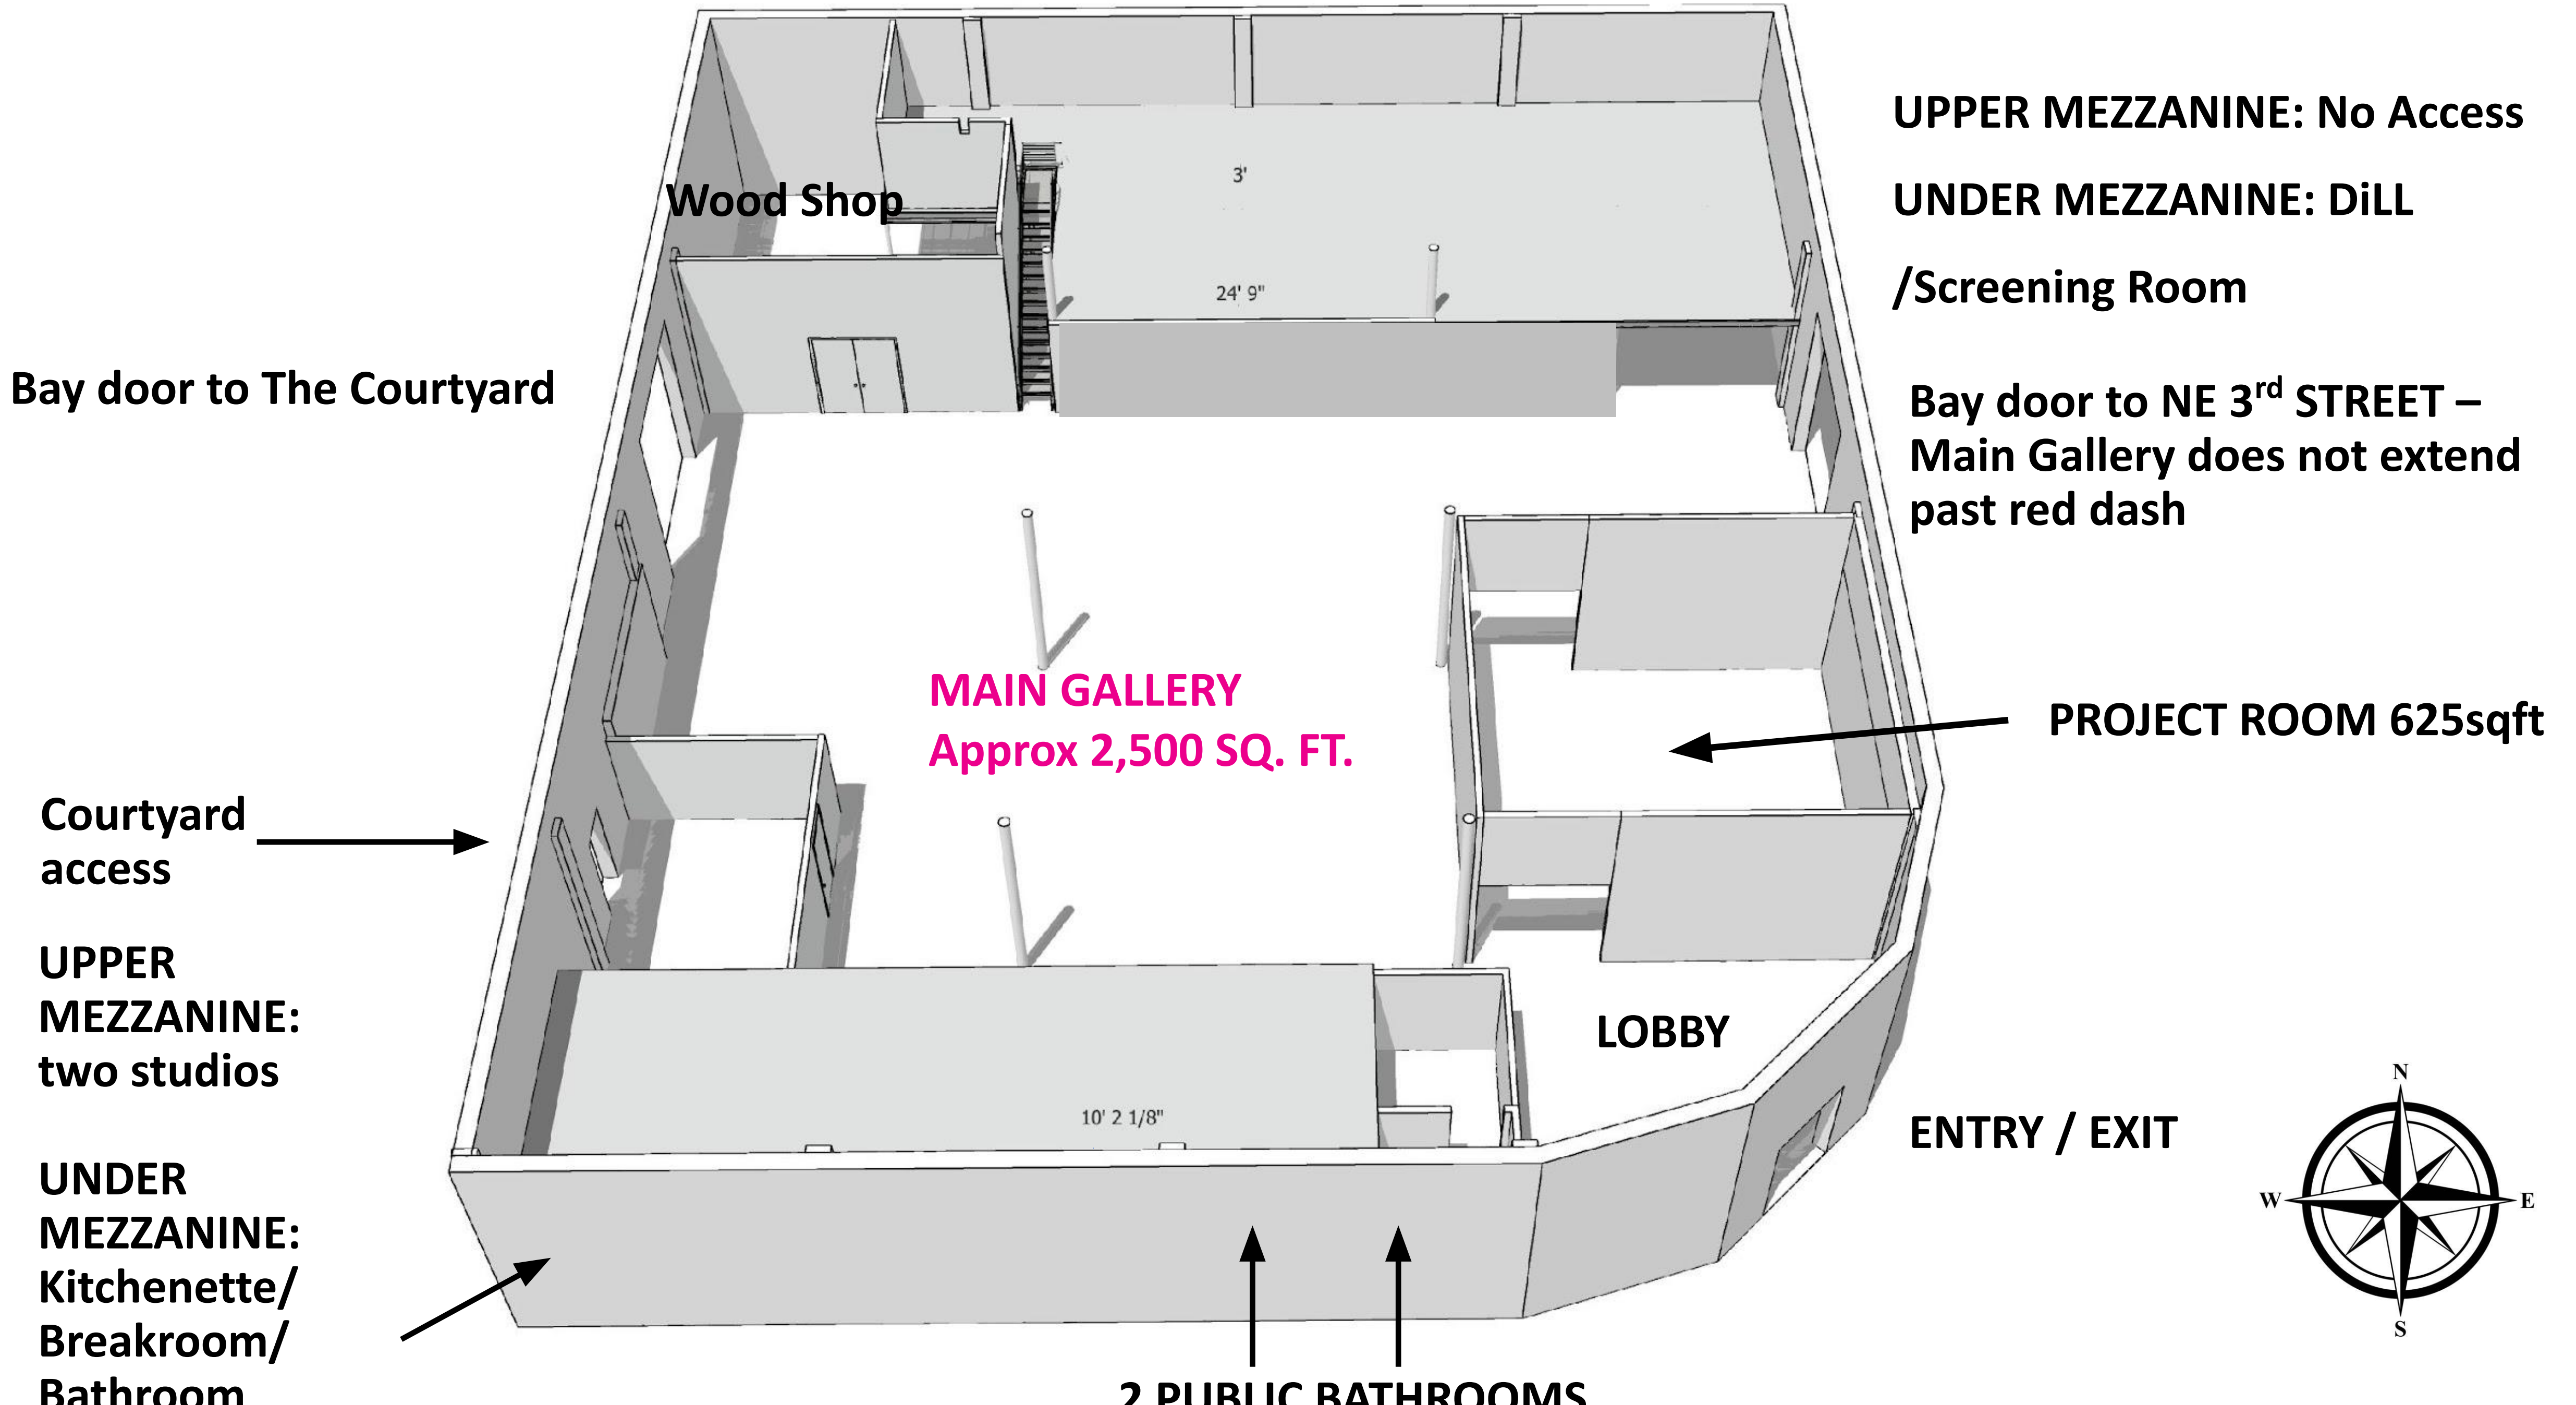 UPPER MEZZANINE: No Access
UNDER MEZZANINE: DiLL
/Screening Room
3'
Wood Shop
24' 9"
Bay door to The Courtyard
Bay door to NE 3rd STREET –
Main Gallery does not extend
past red dash
MAIN GALLERY
Approx 2,500 SQ. FT.
PROJECT ROOM 625sqft
Courtyard
access
UPPER
MEZZANINE:
two studios
LOBBY
10' 2 1/8"
ENTRY / EXIT
N
W
E
S
UNDER
MEZZANINE:
Kitchenette/
Breakroom/
Bathroom
2 PUBLIC BATHROOMS